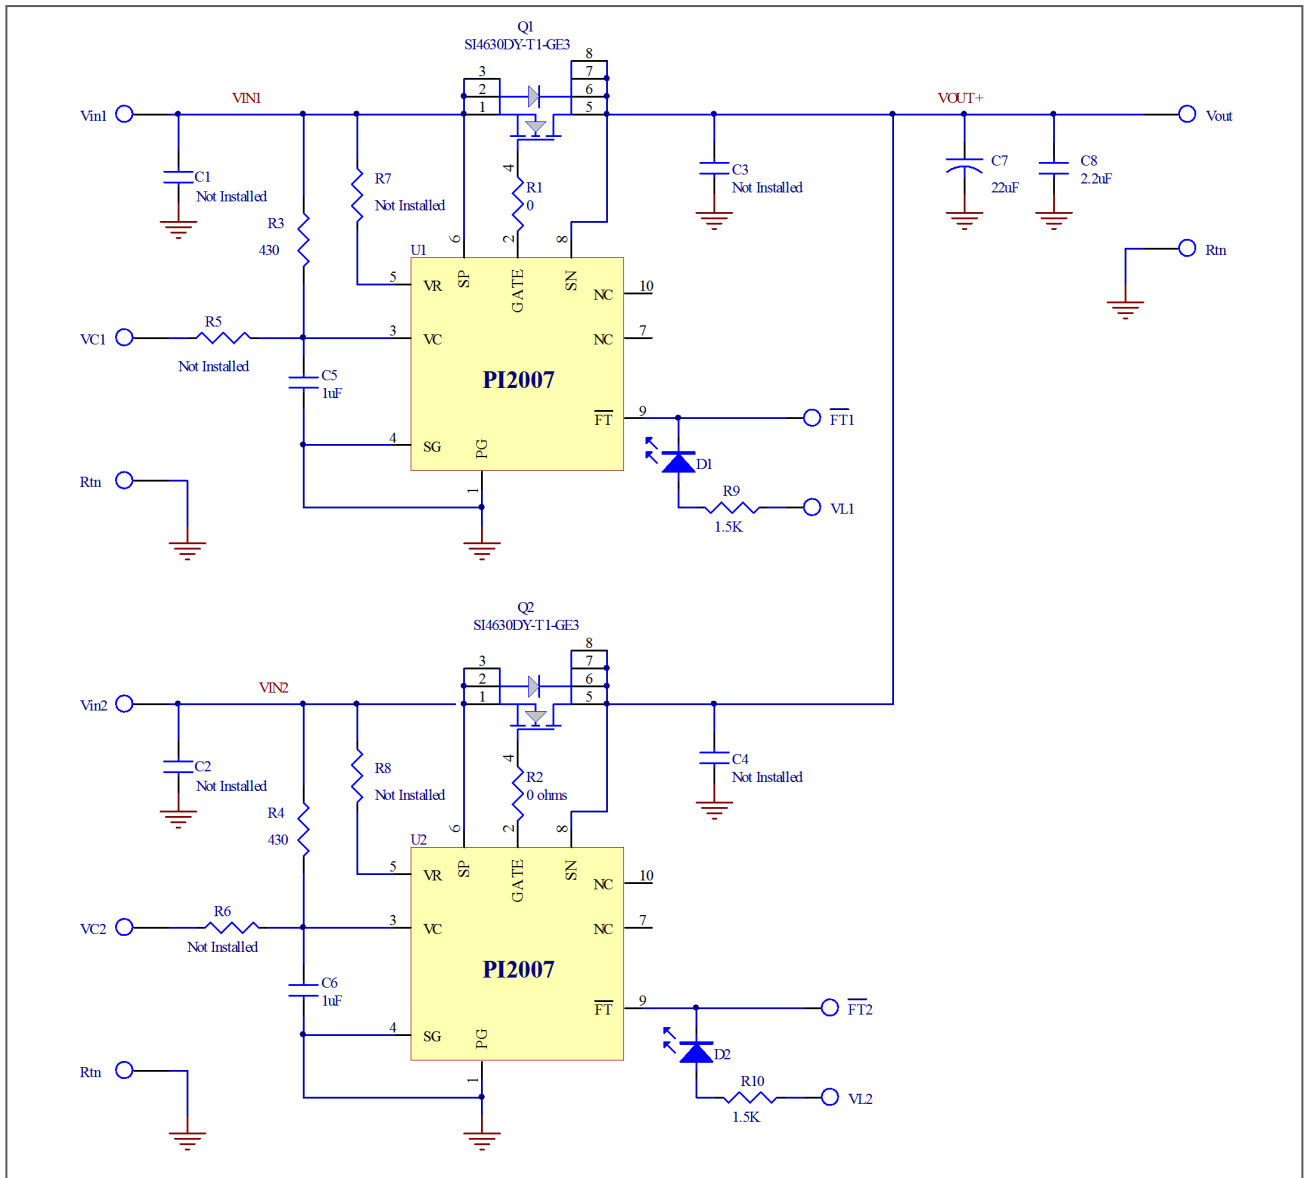 Q1
SI4630DY-T1-GE3
8
3 7
2 6
1 5
Vin1 VIN1 VOUT+ Vout
C1
Not Installed
R7
Not Installed
4
R1
0
C3
Not Installed
C7
22uF
C8
2.2uF
R3
430
6 2 8
U1
Rtn
5 VR SP GATE SN NC 10
VC1 R5
Not Installed
3 VC NC 7
C5
1uF
PI2007
FT 9 FT1
4 SG PG
D1
Rtn
1
R9
1.5K
VL1
Q2
SI4630DY-T1-GE3
8
3 7
2 6
1 5
Vin2 VIN2
C2
Not Installed
R8
Not Installed
4
R2
0 ohms
C4
Not Installed
R4
430
6 2 8
U2
5 VR SP GATE SN NC 10
VC2 R6
Not Installed
3 VC NC 7
C6
1uF
PI2007
FT 9 FT2
4 SG PG
D2
Rtn
1
R10
1.5K
VL2